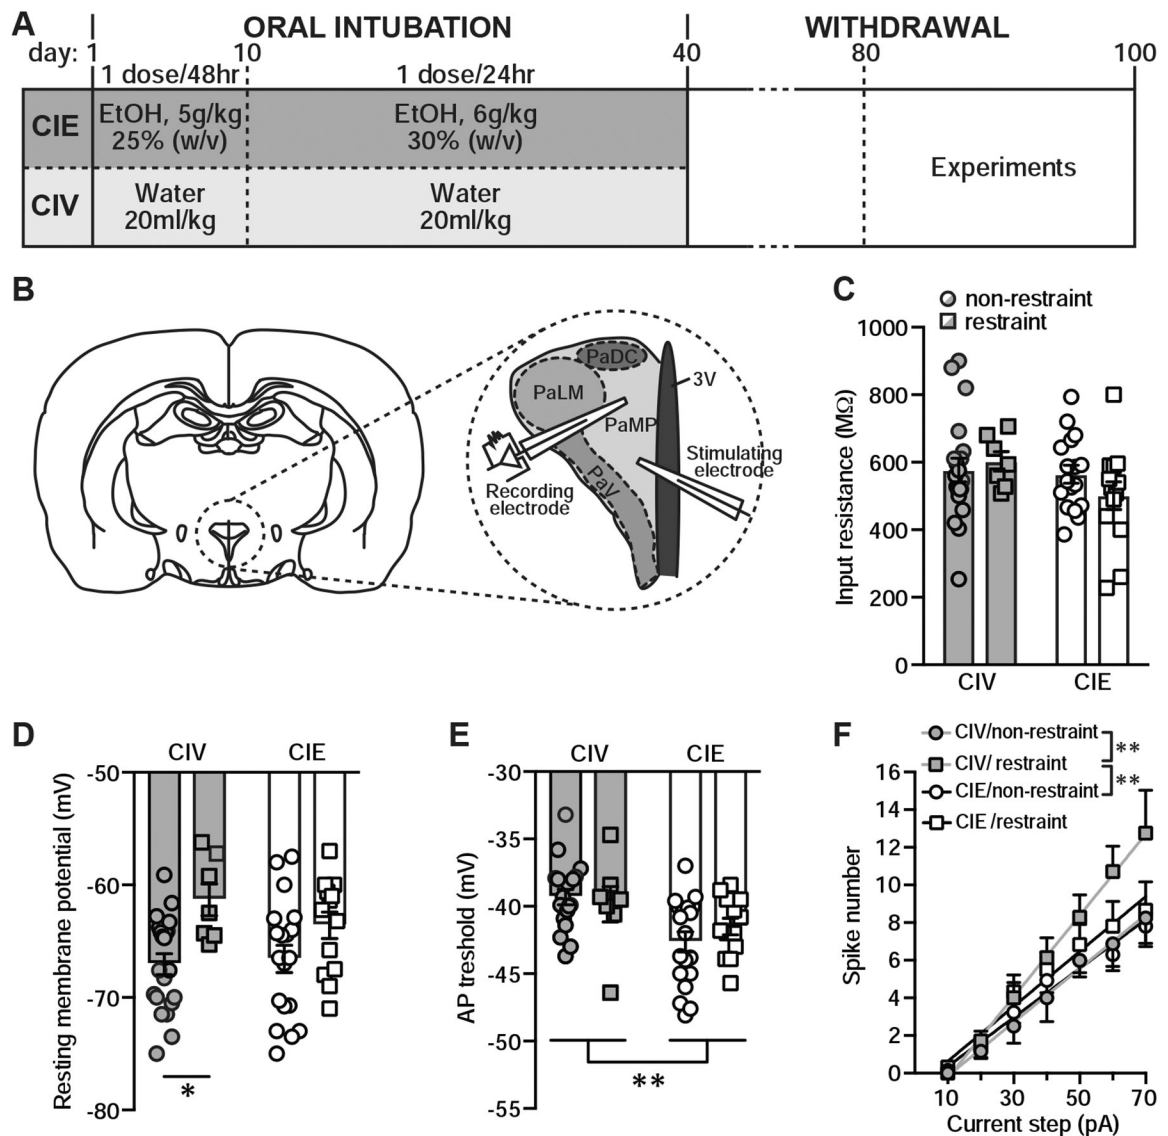 A
ORAL INTUBATION
WITHDRAWAL
day: 1 10 40 80 100
1 dose/48hr 1 dose/24hr
CIE
EtOH, 5g/kg
25% (w/v)
EtOH, 6g/kg
30% (w/v)
Experiments
CIV
Water
20ml/kg
Water
20ml/kg
B
PaDC
PaLM
3V
PaMP
PaV
Stimulating
electrode
Recording
electrode
C
non-restraint
restraint
Input resistance (MΩ)
1000
800
600
400
200
0
CIV CIE
D
CIV CIE
Resting membrane potential (mV)
-50
-60
-70
-80
*
E
CIV CIE
AP treshold (mV)
-30
-35
-40
-45
-50
-55
**
F
CIV/non-restraint
CIV/ restraint
CIE/non-restraint
CIE /restraint
**
**
Spike number
16
14
12
10
8
6
4
2
0
10 30 50 70
Current step (pA)